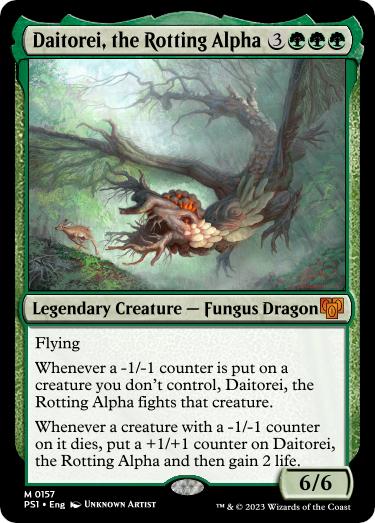 Daitorei, the Rotting Alpha 3
Legendary Creature — Fungus Dragon
Flying
Whenever a -1/-1 counter is put on a
creature you don't control, Daitorei, the
Rotting Alpha fights that creature.
Whenever a creature with a -1/-1 counter
on it dies, put a +1/+1 counter on Daitorei,
the Rotting Alpha and then gain 2 life.
6/6
M 0157
PS1 • Eng Unknown Artist
™ & © 2023 Wizards of the Coast